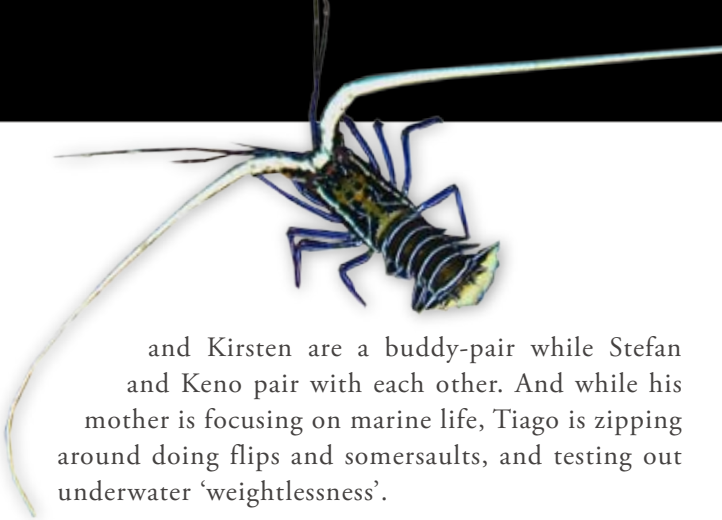 and Kirsten are a buddy-pair while Stefan
and Keno pair with each other. And while his
mother is focusing on marine life, Tiago is zipping
around doing flips and somersaults, and testing out
underwater ‘weightlessness’.